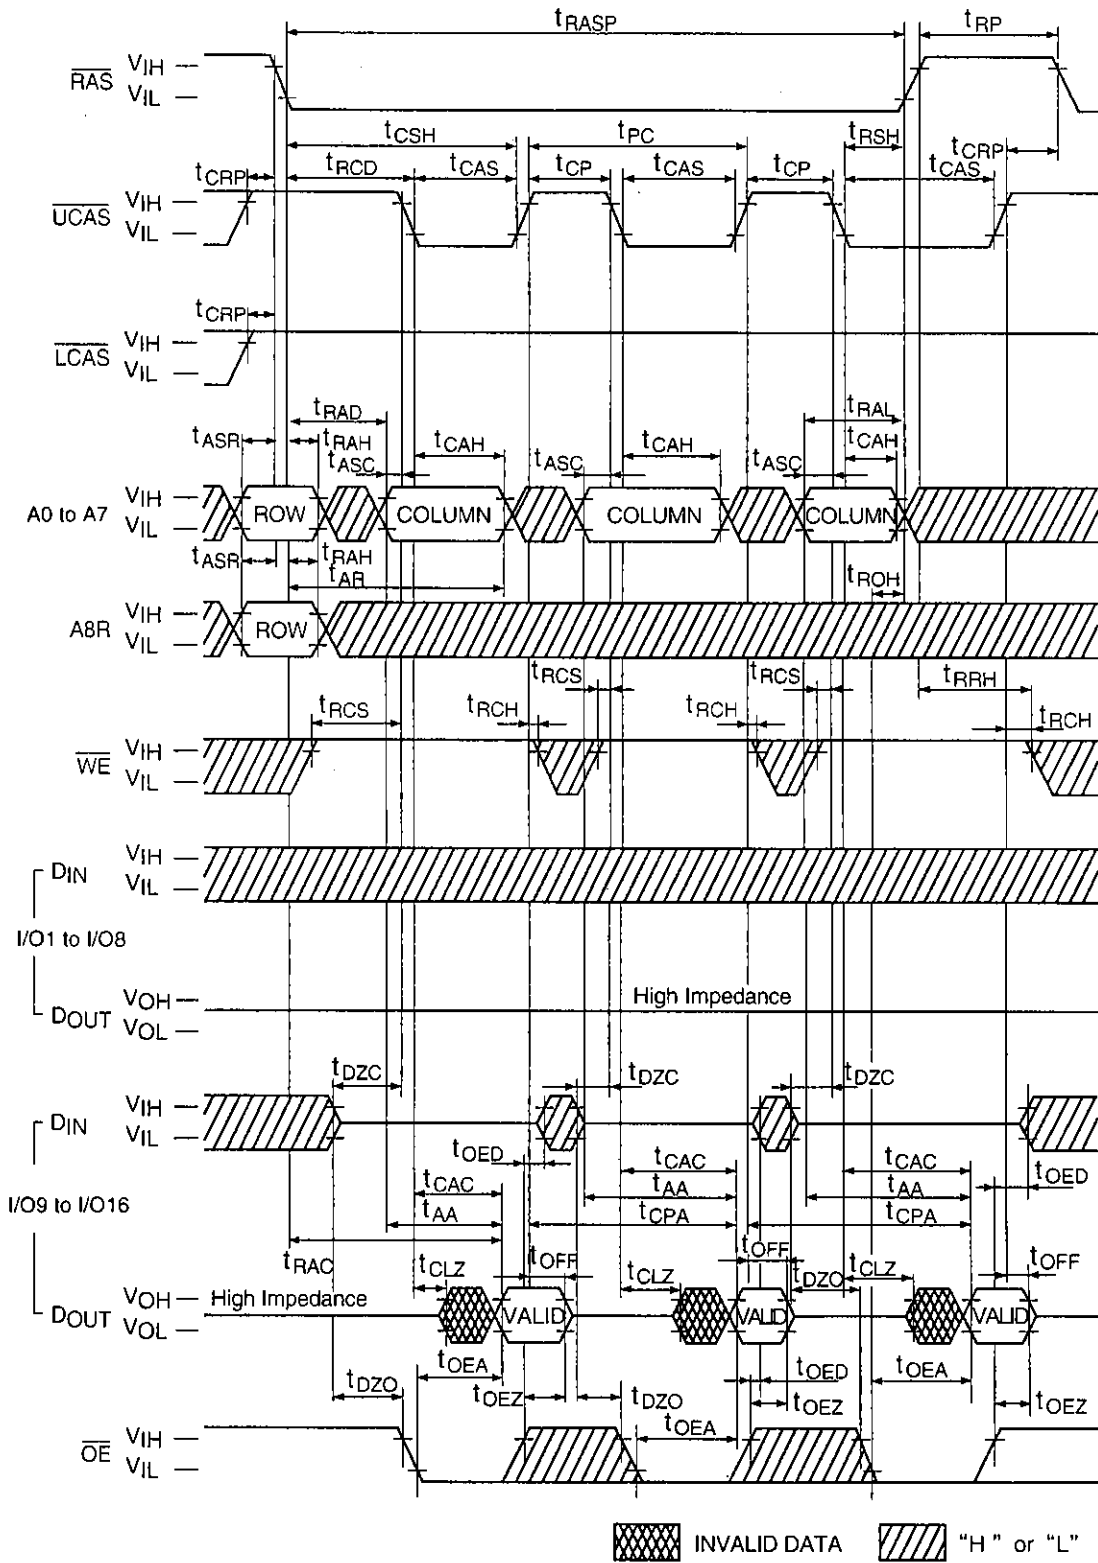 tRASP tRP
RAS VIH
VIL
tCSH tPC tRSH
tCRP tRCD tCAS tCP tCAS tCP tCRP
tCAS
UCAS VIH
VIL
tCRP
LCAS VIH
VIL
tRAD tRAL
tASR tRAH tCAH tCAH tCAH
tASC tASC tASC
A0 to A7 VIH
VIL
ROW COLUMN COLUMN COLUMN
tASR tRAH
tAR tROH
A8R VIH
VIL
ROW
tRCS tRCS tRRH
tRCS tRCH tRCH tRCH
WE VIH
VIL
DIN VIH
VIL
I/O1 to I/O8
DOUT VOH
VOL
High Impedance
tDZC tDZC tDZC
DIN VIH
VIL
tOED tCAC tCAC tOED
I/O9 to I/O16
tCAC tAA tAA
tAA tCPA tCPA
tRAC tOFF tOFF tOFF
tCLZ tCLZ tDZO tCLZ
DOUT VOH
VOL
High Impedance VALID VALID VALID
tDZO tOEA tOEZ tDZO tOED tOEA
tOEA tOEZ tOEZ
OE VIH
VIL
INVALID DATA "H" or "L"